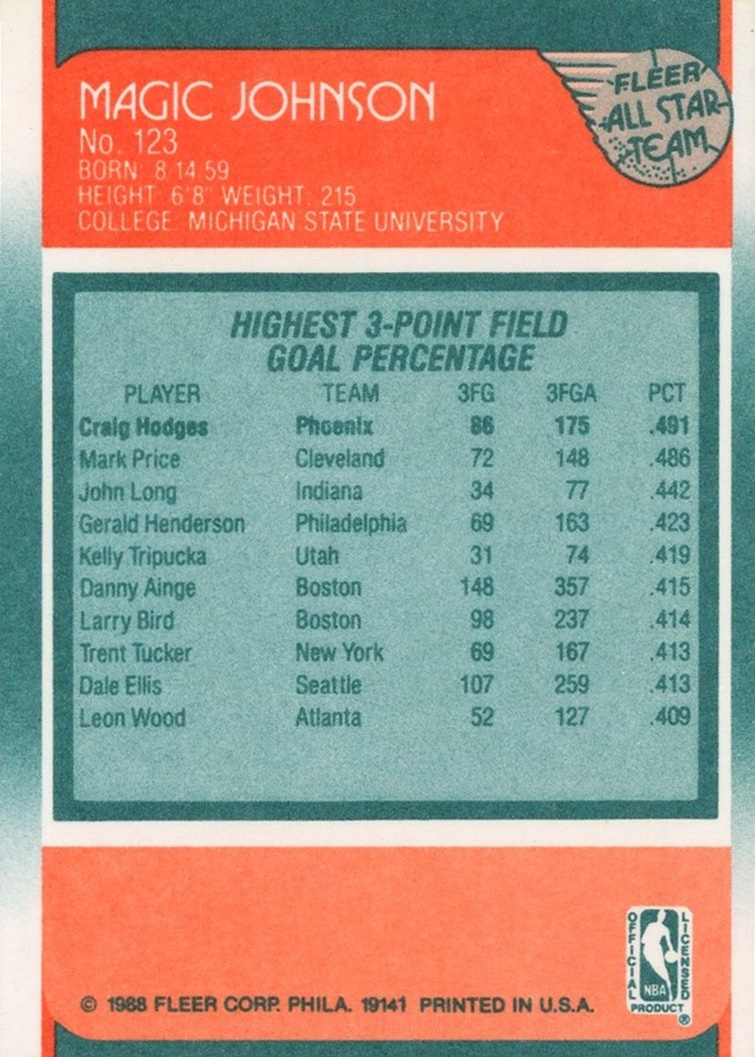 MAGIC JOHNSON
No. 123
BORN: 8 14 59
HEIGHT: 6'8" WEIGHT: 215
COLLEGE: MICHIGAN STATE UNIVERSITY
FLEER
ALL STAR
TEAM
HIGHEST 3-POINT FIELD
GOAL PERCENTAGE
PLAYER TEAM 3FG 3FGA PCT
Craig Hodges Phoenix 86 175 .491
Mark Price Cleveland 72 148 .486
John Long Indiana 34 77 .442
Gerald Henderson Philadelphia 69 163 .423
Kelly Tripucka Utah 31 74 .419
Danny Ainge Boston 148 357 .415
Larry Bird Boston 98 237 .414
Trent Tucker New York 69 167 .413
Dale Ellis Seattle 107 259 .413
Leon Wood Atlanta 52 127 .409
OFFICIAL LICENSED
NBA
PRODUCT ®
© 1988 FLEER CORP. PHILA. 19141 PRINTED IN U.S.A.